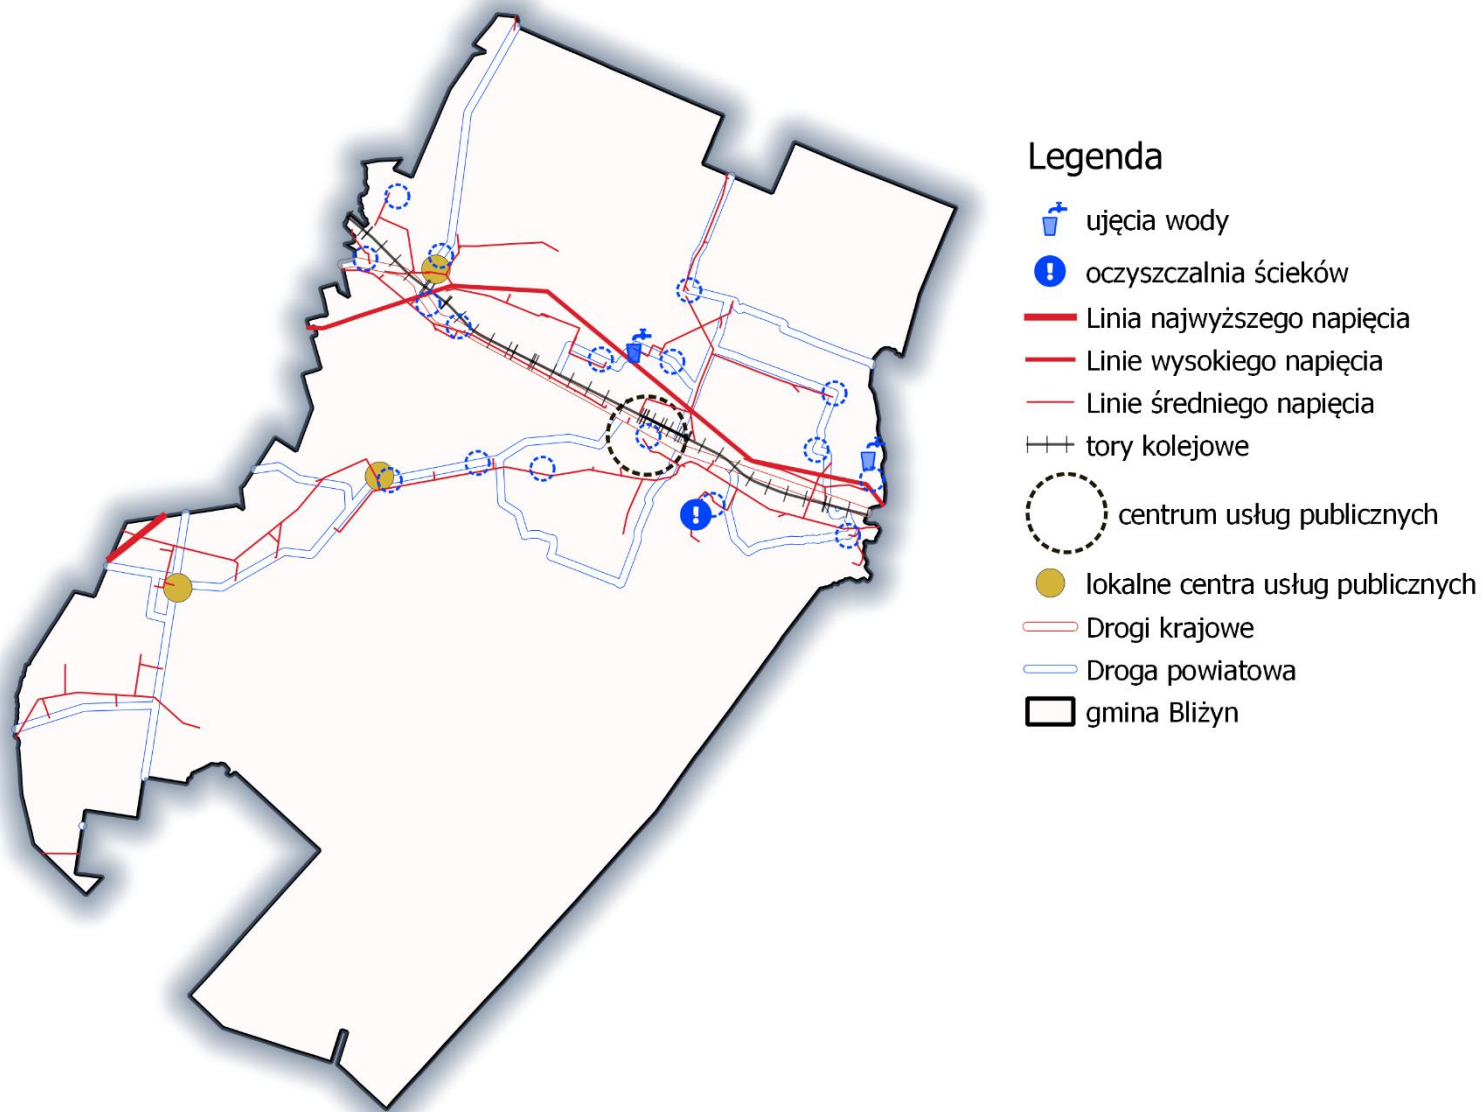 Legenda
ujęcia wody
oczyszczalnia ścieków
Linia najwyższego napięcia
Linie wysokiego napięcia
Linie średniego napięcia
tory kolejowe
centrum usług publicznych
lokalne centra usług publicznych
Drogi krajowe
Droga powiatowa
gmina Bliżyn